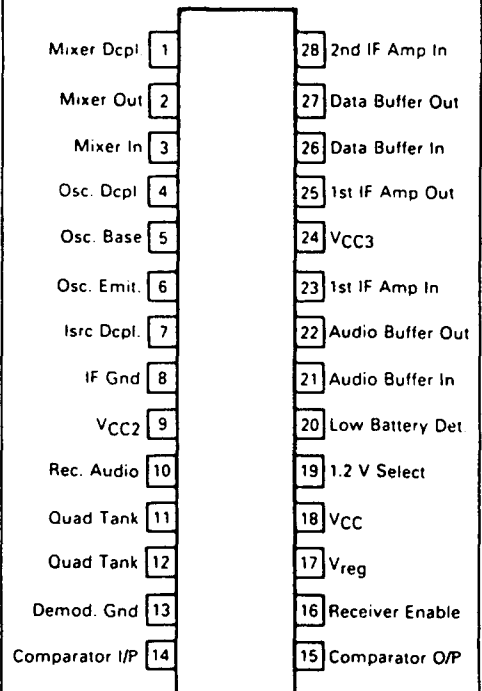 Mixer Dcpl 1 28 2nd IF Amp In
Mixer Out 2 27 Data Buffer Out
Mixer In 3 26 Data Buffer In
Osc. Dcpl 4 25 1st IF Amp Out
Osc. Base 5 24 VCC3
Osc. Emit. 6 23 1st IF Amp In
Isrc Dcpl. 7 22 Audio Buffer Out
IF Gnd 8 21 Audio Buffer In
VCC2 9 20 Low Battery Det.
Rec. Audio 10 19 1.2 V Select
Quad Tank 11 18 VCC
Quad Tank 12 17 Vreg
Demod. Gnd 13 16 Receiver Enable
Comparator I/P 14 15 Comparator O/P